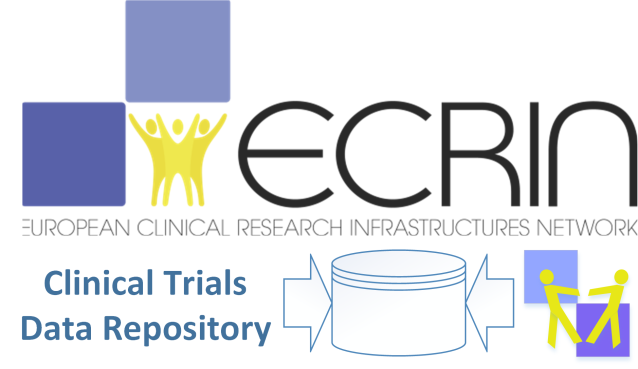 ECRIN
EUROPEAN CLINICAL RESEARCH INFRASTRUCTURES NETWORK
Clinical Trials
Data Repository